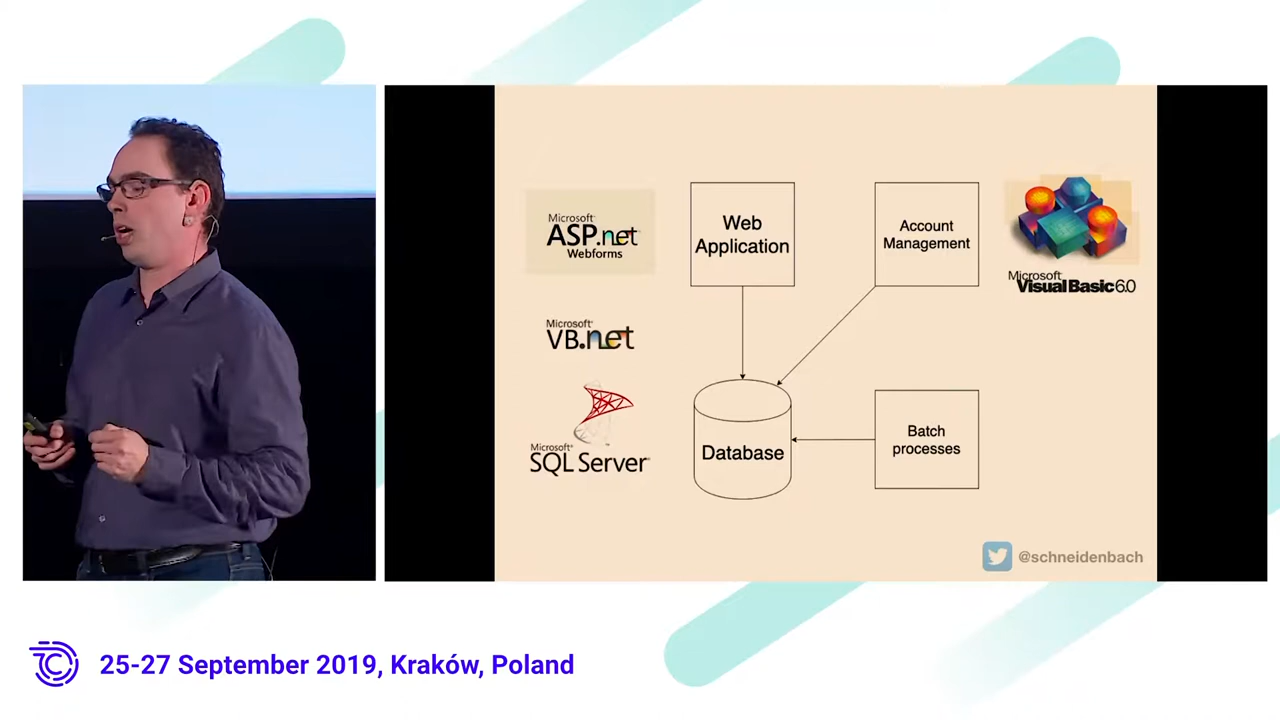 Microsoft
ASP.net
Webforms
Web
Application
Account
Management
Microsoft
Visual Basic 6.0
Microsoft
VB.net
Microsoft
SQL Server
Database
Batch
processes
@schneidenbach
25-27 September 2019, Kraków, Poland